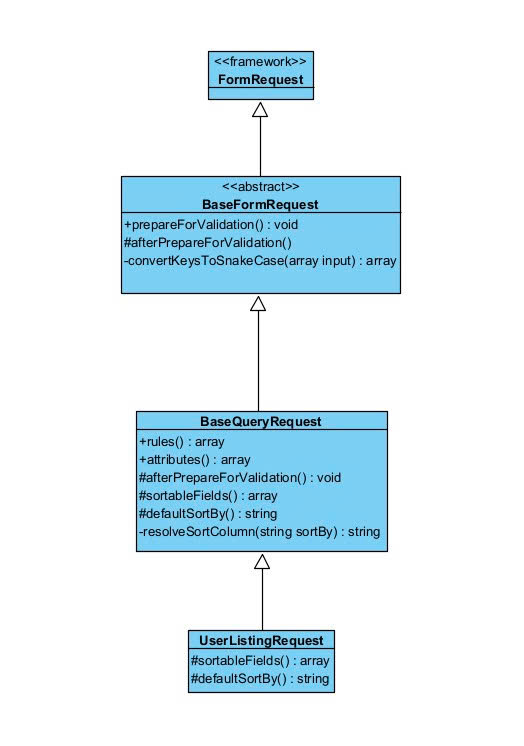 <<framework>>
FormRequest
<<abstract>>
BaseFormRequest
+prepareForValidation() : void
#afterPrepareForValidation()
-convertKeysToSnakeCase(array input) : array
BaseQueryRequest
+rules() : array
+attributes() : array
#afterPrepareForValidation() : void
#sortableFields() : array
#defaultSortBy() : string
-resolveSortColumn(string sortBy) : string
UserListingRequest
#sortableFields() : array
#defaultSortBy() : string